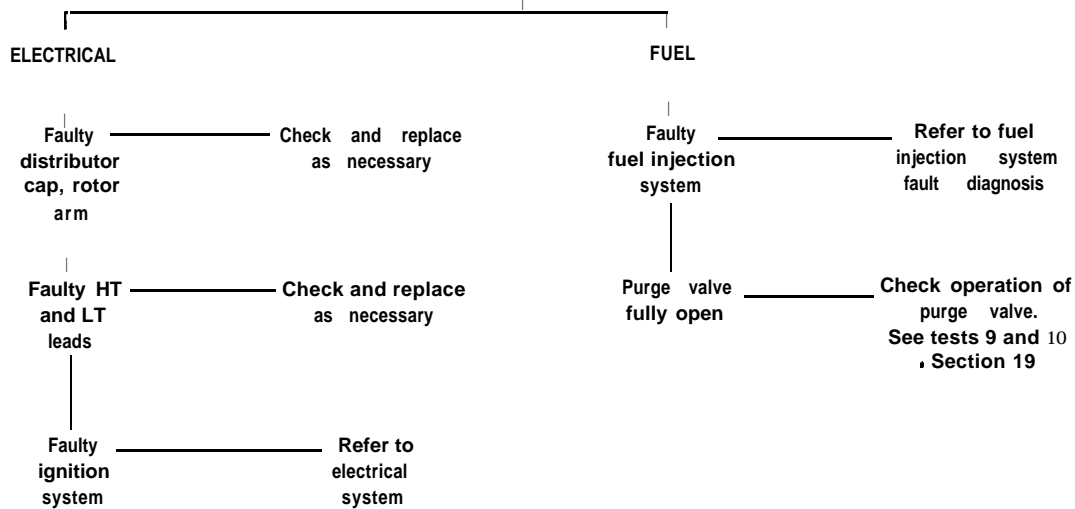 ELECTRICAL
Faulty
distributor
cap, rotor
arm
Check and replace
as necessary
Faulty HT
and LT
leads
Check and replace
as necessary
Faulty
ignition
system
Refer to
electrical
system
FUEL
Faulty
fuel injection
system
Refer to fuel
injection system
fault diagnosis
Purge valve
fully open
Check operation of
purge valve.
See tests 9 and 10
Section 19